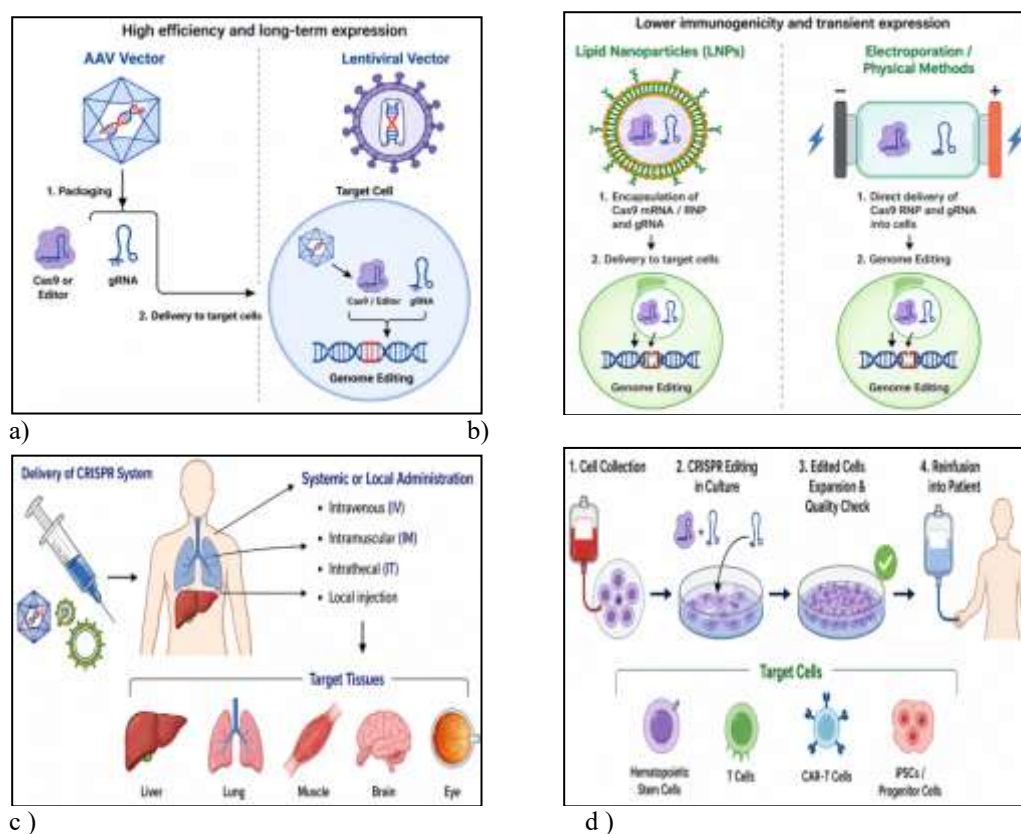 High efficiency and long-term expression
AAV Vector
Lentiviral Vector
1. Packaging
Cas9 or
Editor
gRNA
2. Delivery to target cells
Target Cell
Cas9 / Editor
gRNA
Genome Editing
a)
Lower immunogenicity and transient expression
Lipid Nanoparticles (LNPs)
1. Encapsulation of
Cas9 mRNA / RNP
and gRNA
2. Delivery to target cells
Genome Editing
Electroporation /
Physical Methods
–
+
1. Direct delivery of
Cas9 RNP and gRNA
into cells
2. Genome Editing
Genome Editing
b)
Delivery of CRISPR System
Systemic or Local Administration
• Intravenous (IV)
• Intramuscular (IM)
• Intrathecal (IT)
• Local injection
Target Tissues
Liver
Lung
Muscle
Brain
Eye
c )
1. Cell Collection
2. CRISPR Editing
in Culture
3. Edited Cells
Expansion &
Quality Check
4. Reinfusion
into Patient
+
Target Cells
Hematopoietic
Stem Cells
T Cells
CAR-T Cells
iPSCs /
Progenitor Cells
d )